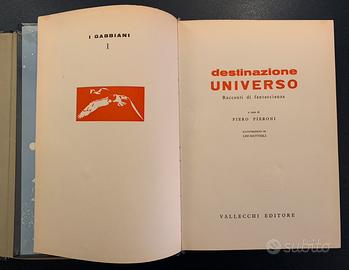 I GABBIANI
1
destinazione
UNIVERSO
Racconti di fantascienza
a cura di
PIERO PIERONI
ILLUSTRAZIONI DI
LEO MATTIOLI
VALLECCHI EDITORE
subito